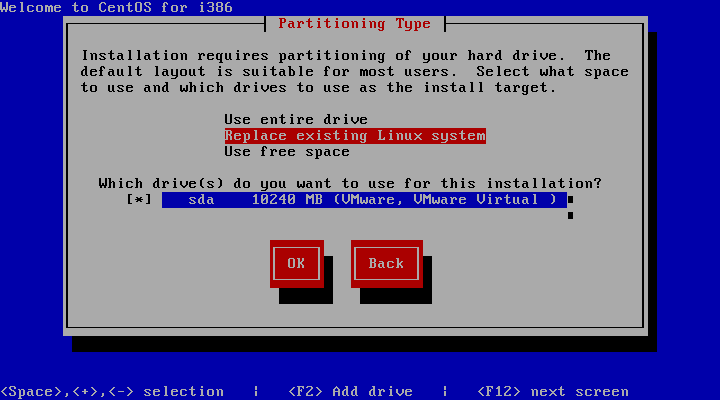 Welcome to CentOS for i386
Partitioning Type
Installation requires partitioning of your hard drive.  The
default layout is suitable for most users.  Select what space
to use and which drives to use as the install target.
Use entire drive
Replace existing Linux system
Use free space
Which drive(s) do you want to use for this installation?
[*]   sda    10240 MB (VMware, VMware Virtual )
OK   Back
<Space>,<+>,<-> selection   |   <F2> Add drive   |   <F12> next screen